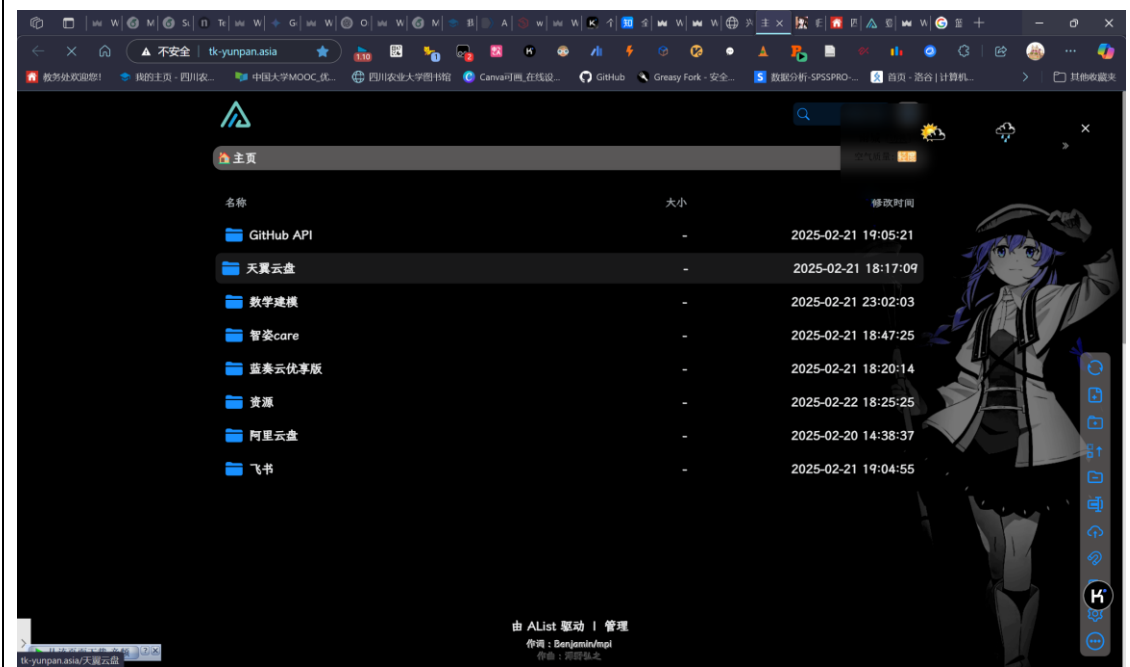 不安全 tk-yunpan.asia
1.10
教务处欢迎您! 我的主页 - 四川农... 中国大学MOOC_优... 四川农业大学图书馆 Canva可画_在线设... GitHub Greasy Fork - 安全... 数据分析-SPSSPRO-... 首页 - 洛谷 | 计算机... 其他收藏夹
主页
名称 大小 修改时间
GitHub API - 2025-02-21 19:05:21
天翼云盘 - 2025-02-21 18:17:09
数学建模 - 2025-02-21 23:02:03
智姿care - 2025-02-21 18:47:25
蓝奏云优享版 - 2025-02-21 18:20:14
资源 - 2025-02-22 18:25:25
阿里云盘 - 2025-02-20 14:38:37
飞书 - 2025-02-21 19:04:55
由 AList 驱动 | 管理
作词 : Benjamin/mpi
tk-yunpan.asia/天翼云盘